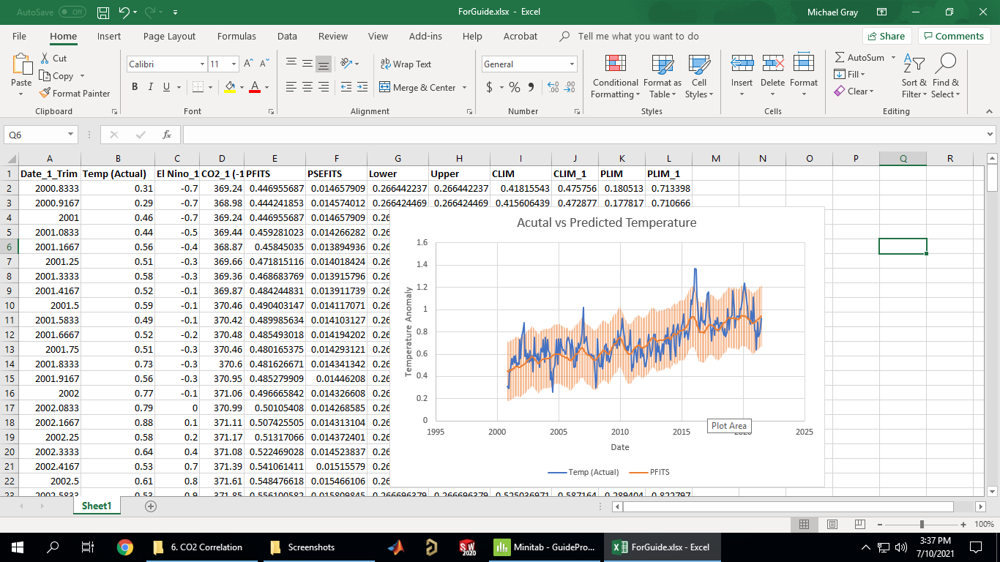 AutoSave Off ForGuide.xlsx - Excel Michael Gray
File Home Insert Page Layout Formulas Data Review View Add-ins Help Acrobat Tell me what you want to do Share Comments
Paste Cut Copy Format Painter Clipboard
Calibri 11 A A B I U A Font
ab Wrap Text Merge & Center Alignment
General $ % Number
Conditional Formatting Format as Table Cell Styles Styles
Insert Delete Format Cells
AutoSum Fill Clear Sort & Filter Find & Select Editing
Q6 fx
A B C D E F G H I J K L M N O P Q R
1 Date_1_Trim Temp (Actual) El Nino_1 CO2_1 (-1 PFITS PSEFITS Lower Upper CLIM CLIM_1 PLIM PLIM_1
2 2000.8333 0.31 -0.7 369.24 0.446955687 0.014657909 0.266442237 0.266442237 0.41815543 0.475756 0.180513 0.713398
3 2000.9167 0.29 -0.7 368.98 0.444241853 0.014574012 0.266424469 0.266424469 0.415606439 0.472877 0.177817 0.710666
4 2001 0.46 -0.7 369.24 0.446955687 0.014657909 0.26
5 2001.0833 0.44 -0.5 369.44 0.459281023 0.014266282 0.26
6 2001.1667 0.56 -0.4 368.87 0.45845035 0.013894936 0.26
7 2001.25 0.51 -0.3 369.66 0.471815116 0.014018424 0.26
8 2001.3333 0.58 -0.3 369.36 0.468683769 0.013915796 0.26
9 2001.4167 0.52 -0.1 369.87 0.484244831 0.013911739 0.26
10 2001.5 0.59 -0.1 370.46 0.490403147 0.014117071 0.26
11 2001.5833 0.49 -0.1 370.42 0.489985634 0.014103127 0.26
12 2001.6667 0.52 -0.2 370.48 0.485493018 0.014194202 0.26
13 2001.75 0.51 -0.3 370.46 0.480165375 0.014293121 0.26
14 2001.8333 0.73 -0.3 370.6 0.481626671 0.014341342 0.26
15 2001.9167 0.56 -0.3 370.95 0.485279909 0.01446208 0.26
16 2002 0.77 -0.1 371.06 0.496665842 0.014326608 0.26
17 2002.0833 0.79 0 370.99 0.50105408 0.014268585 0.26
18 2002.1667 0.88 0.1 371.11 0.507425505 0.014313104 0.26
19 2002.25 0.58 0.2 371.17 0.51317066 0.014372401 0.26
20 2002.3333 0.64 0.4 371.08 0.522469028 0.014523837 0.26
21 2002.4167 0.53 0.7 371.39 0.541061411 0.01515579 0.26
22 2002.5 0.61 0.8 371.61 0.548476618 0.015466106 0.26
23 2002.5833 0.53 0.9 371.85 0.556100582 0.015809845 0.266696379 0.266696379 0.525036971 0.587164 0.289404 0.822797
Acutal vs Predicted Temperature
Temperature Anomaly
1.6
1.4
1.2
1
0.8
0.6
0.4
0.2
0
1995 2000 2005 2010 2015 2020 2025
Plot Area
Date
Temp (Actual) PFITS
Sheet1
100%
6. CO2 Correlation Screenshots SW 2020 Minitab - GuidePro... ForGuide.xlsx - Excel 3:37 PM
7/10/2021